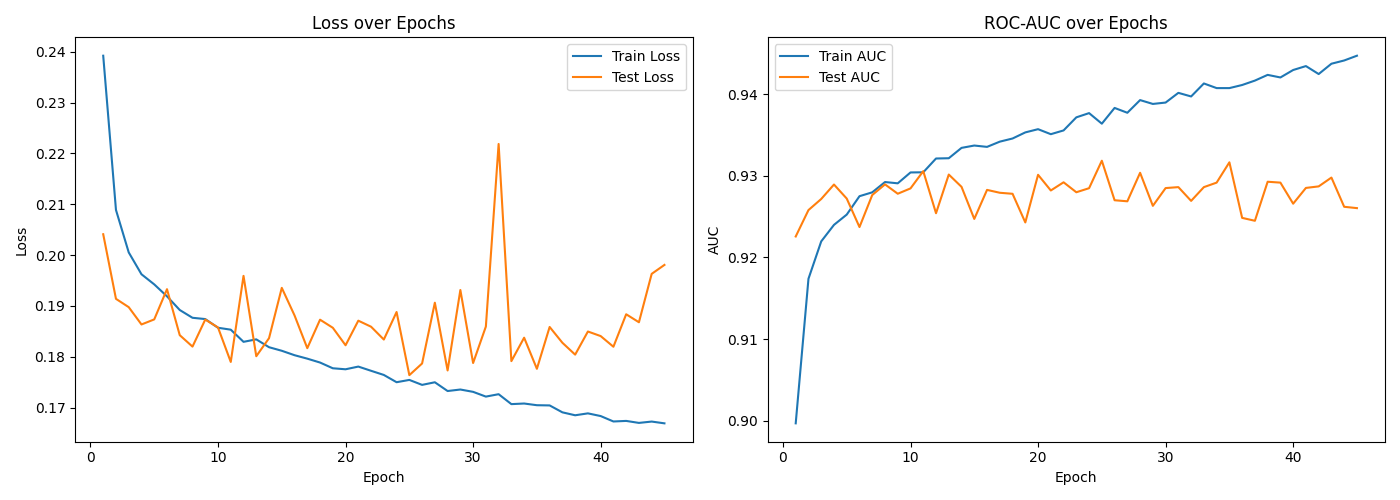 Loss over Epochs
0.24
0.23
0.22
0.21
0.20
0.19
0.18
0.17
Loss
0 10 20 30 40
Epoch
Train Loss
Test Loss
ROC-AUC over Epochs
0.94
0.93
0.92
0.91
0.90
AUC
0 10 20 30 40
Epoch
Train AUC
Test AUC